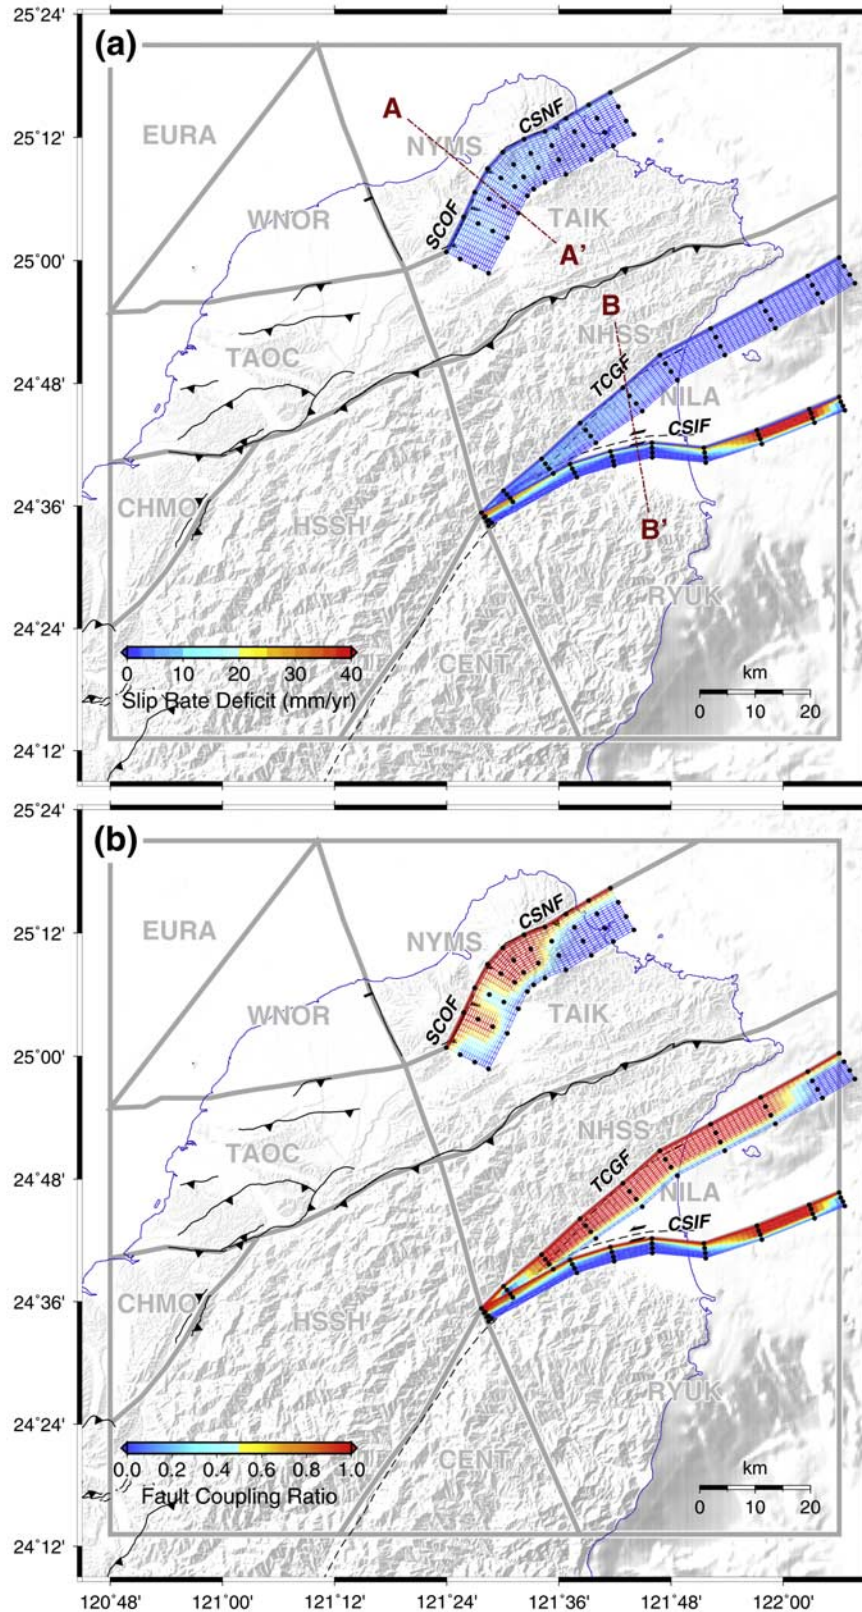 25°24'
(a)
A
CSNF
25°12'
EURA
NYMS
WNOR
SCOF
TAIK
25°00'
A'
B
NHSS
TAOC
TCGF
24°48'
NILA
CSIF
24°36'
CHMO
HSSH
B'
RYUK
24°24'
CENT
0 10 20 30 40
Slip Rate Deficit (mm/yr)
km
0 10 20
24°12'
25°24'
(b)
CSNF
25°12'
EURA
NYMS
WNOR
SCOF
TAIK
25°00'
NHSS
TAOC
TCGF
24°48'
NILA
CSIF
24°36'
CHMO
HSSH
RYUK
24°24'
CENT
0.0 0.2 0.4 0.6 0.8 1.0
Fault Coupling Ratio
km
0 10 20
24°12'
120°48' 121°00' 121°12' 121°24' 121°36' 121°48' 122°00'